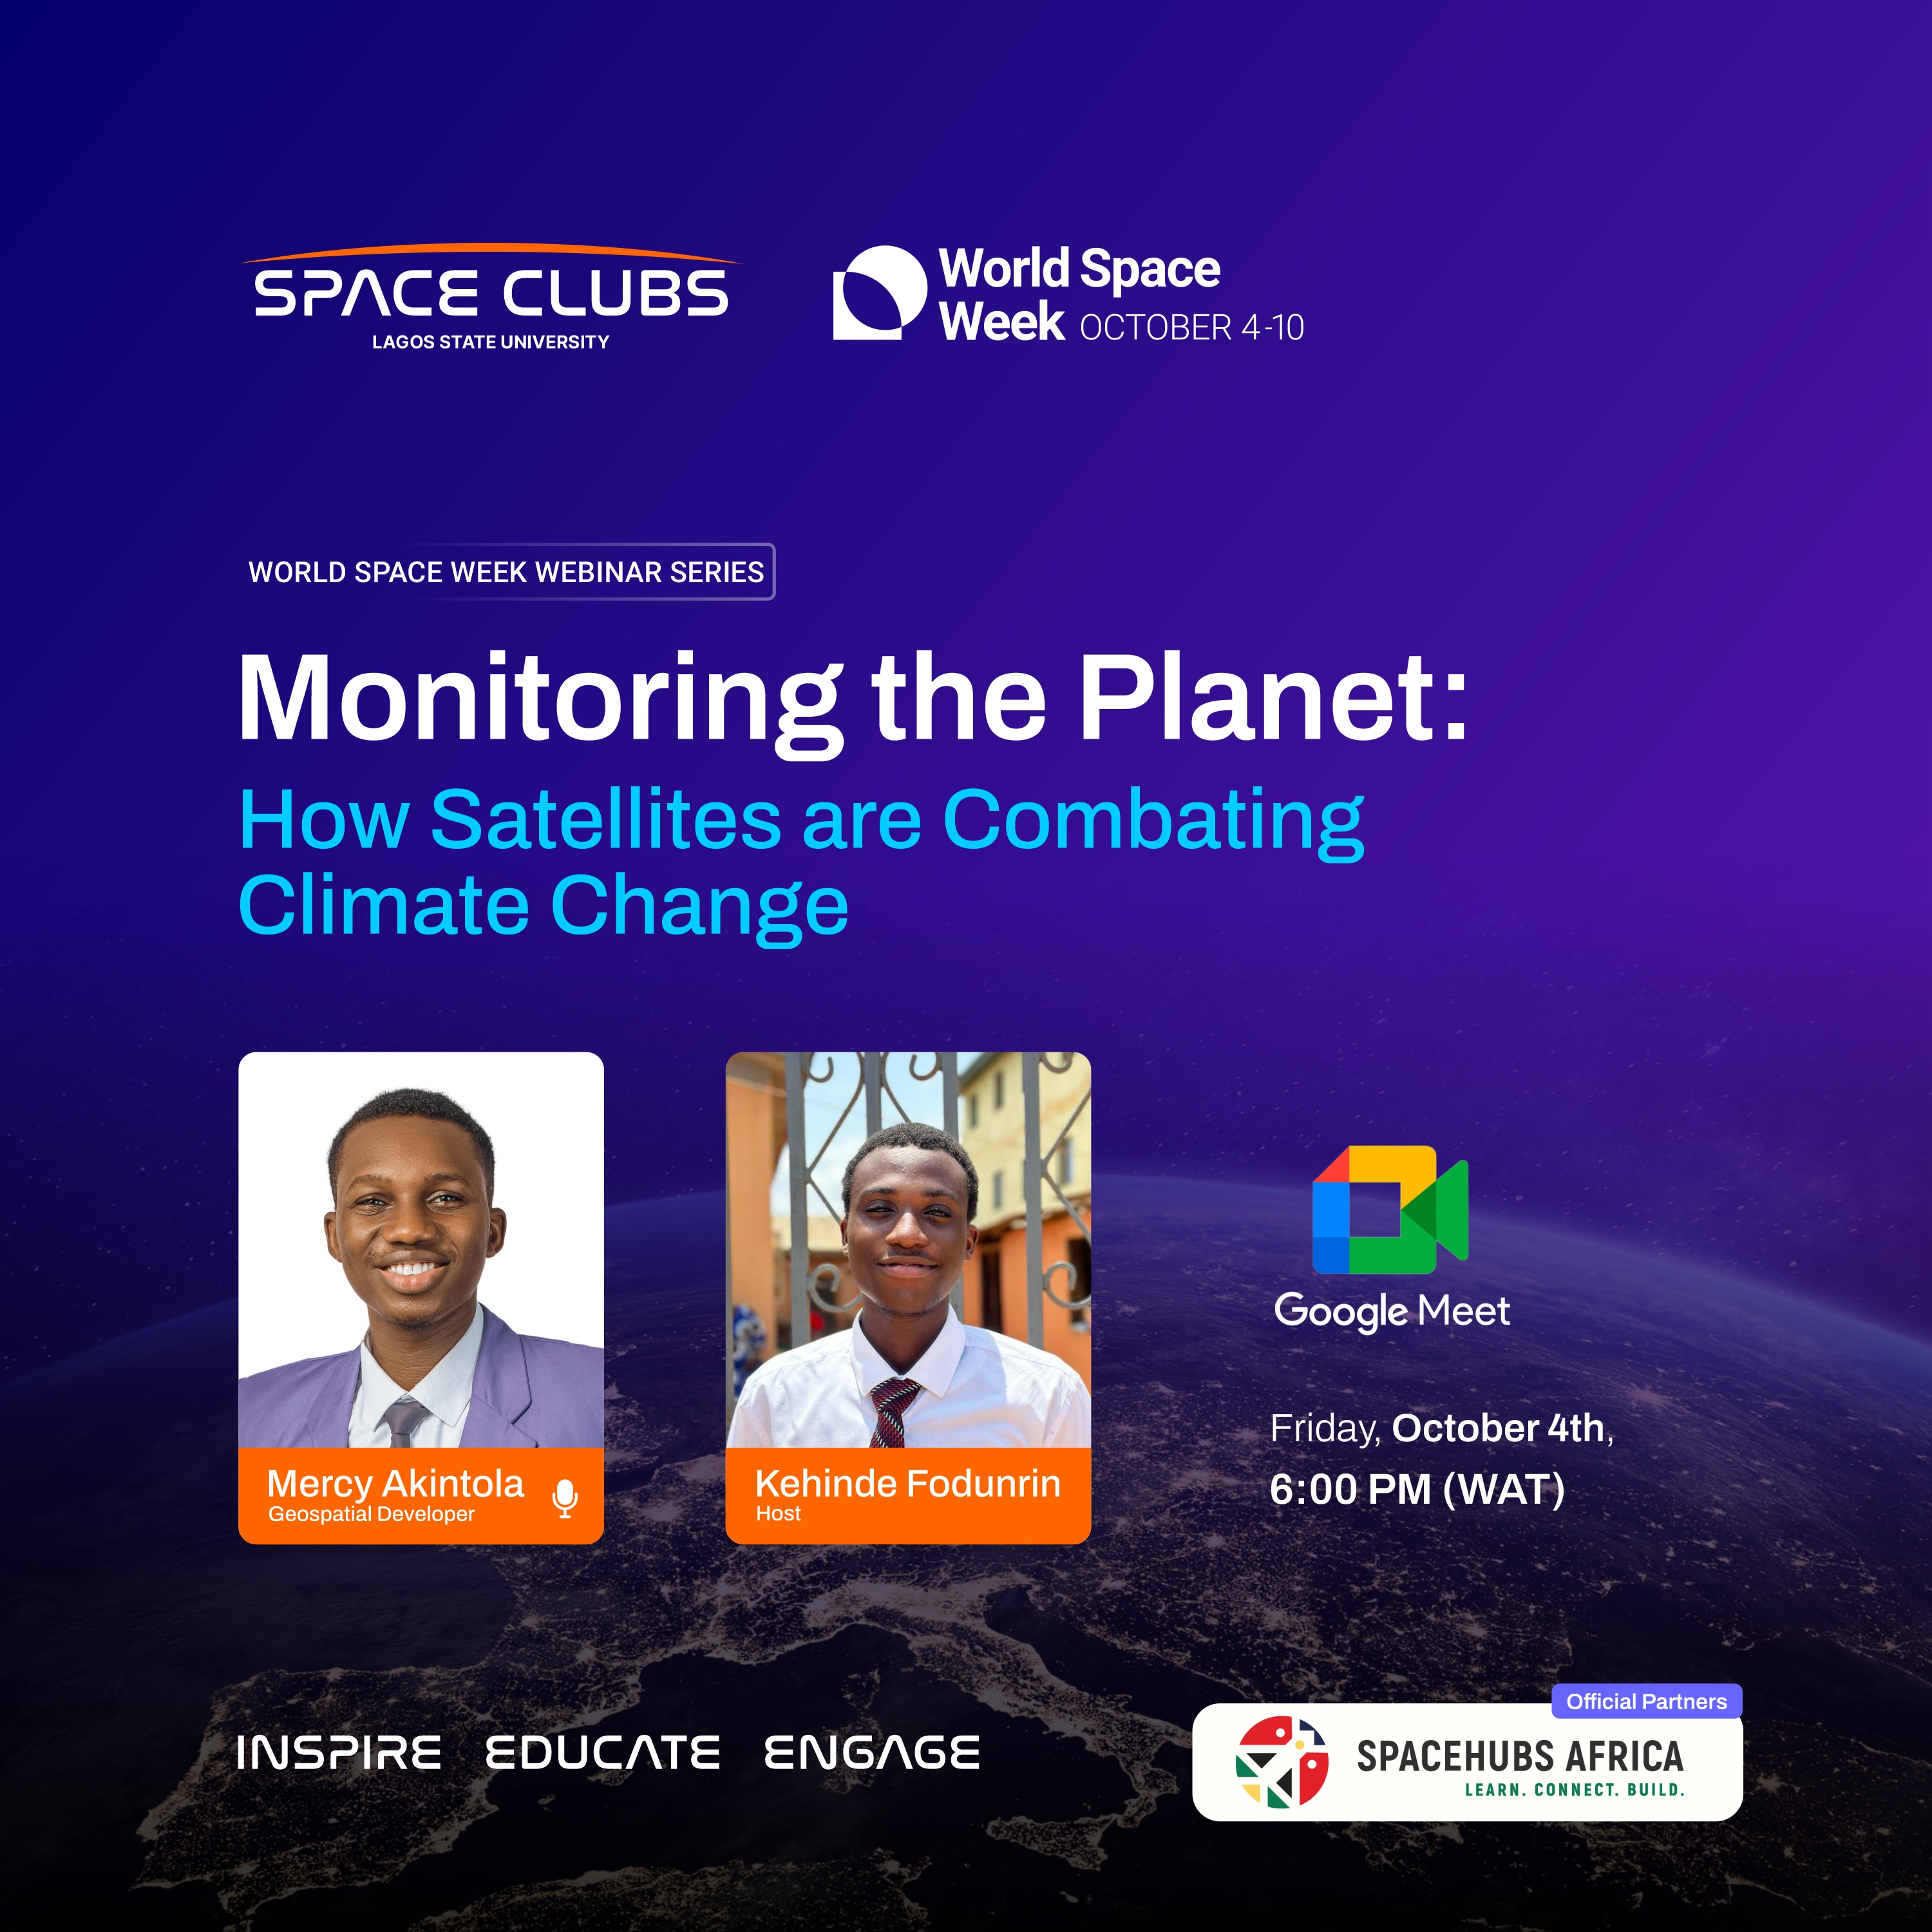 SPACE CLUBS
LAGOS STATE UNIVERSITY
World Space
Week OCTOBER 4-10
WORLD SPACE WEEK WEBINAR SERIES
Monitoring the Planet:
How Satellites are Combating
Climate Change
Mercy Akintola
Geospatial Developer
Kehinde Fodunrin
Host
Google Meet
Friday, October 4th,
6:00 PM (WAT)
INSPIRE EDUCATE ENGAGE
Official Partners
SPACEHUBS AFRICA
LEARN. CONNECT. BUILD.